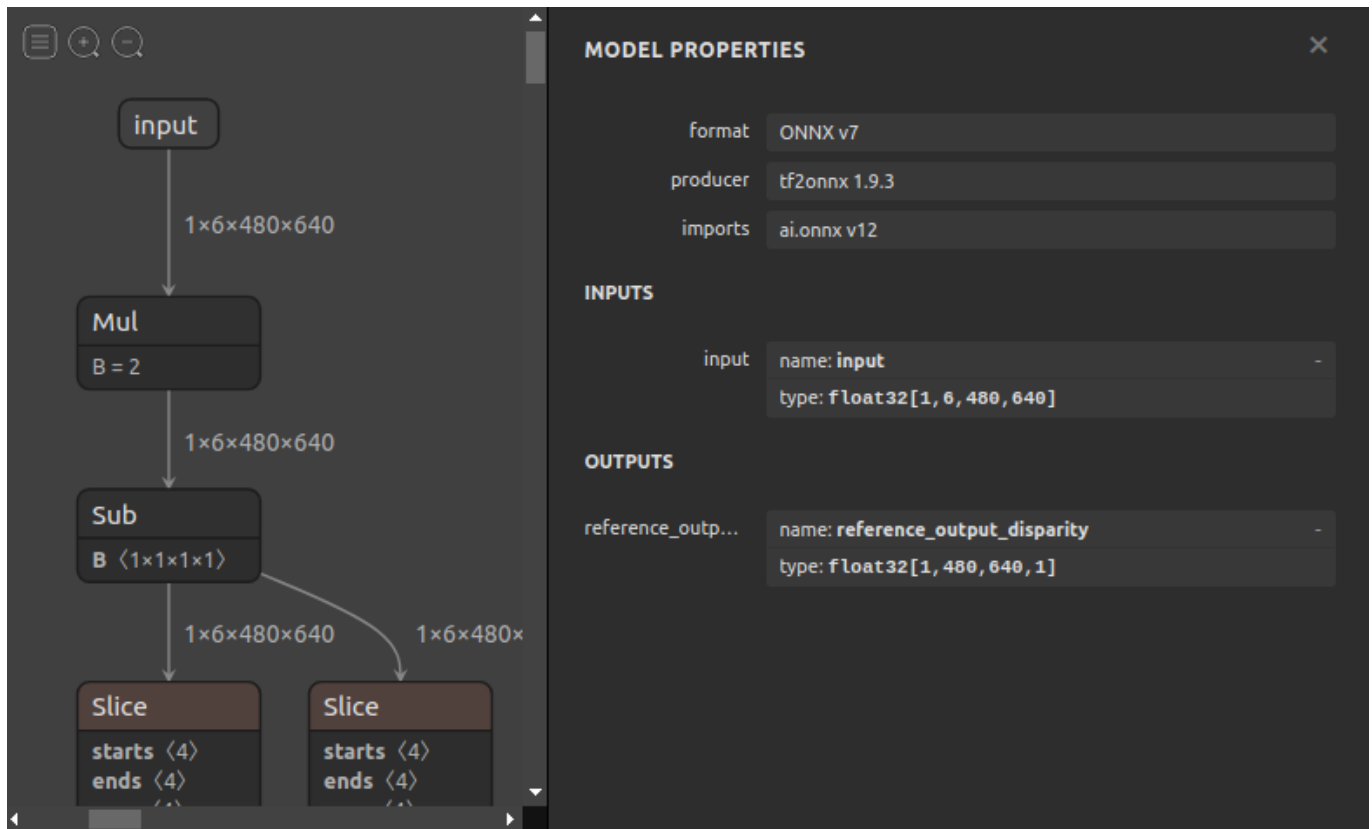 input
1×6×480×640
Mul
B = 2
1×6×480×640
Sub
B 〈1×1×1×1〉
1×6×480×640
1×6×480×
Slice
starts 〈4〉
ends 〈4〉
Slice
starts 〈4〉
ends 〈4〉
MODEL PROPERTIES
format ONNX v7
producer tf2onnx 1.9.3
imports ai.onnx v12
INPUTS
input name: input -
type: float32[1,6,480,640]
OUTPUTS
reference_outp... name: reference_output_disparity -
type: float32[1,480,640,1]